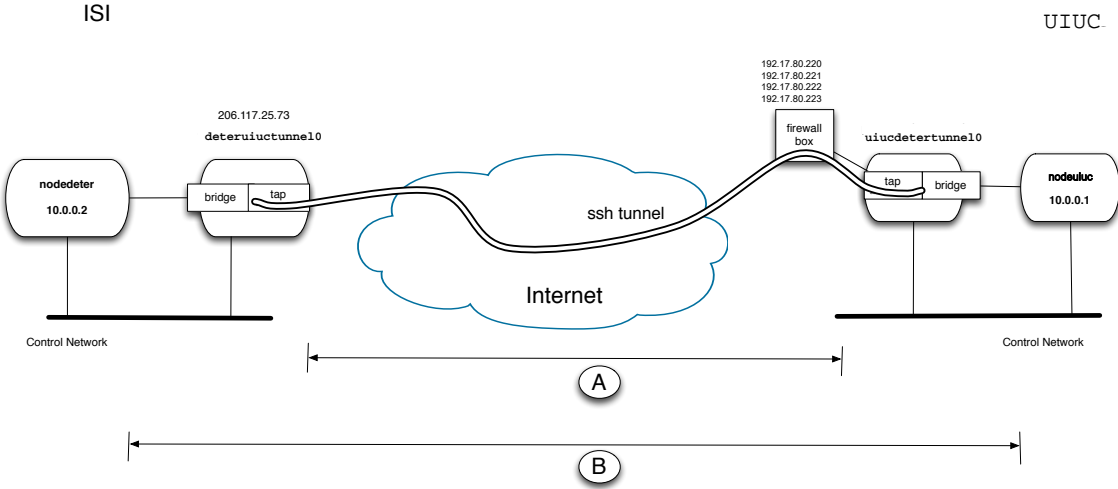 ISI
UIUC
192.17.80.220
192.17.80.221
192.17.80.222
192.17.80.223
206.117.25.73
deteruiuctunnel0
firewall
box
uiucdetertunnel0
nodedeter
10.0.0.2
bridge
tap
ssh tunnel
tap
bridge
nodeuiuc
10.0.0.1
Internet
Control Network
Control Network
A
B